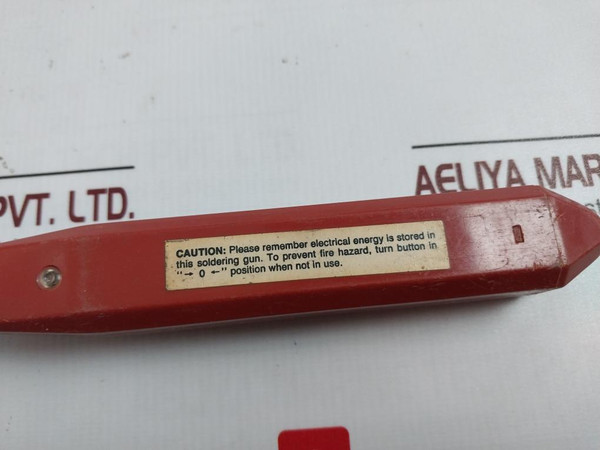 PVT. LTD.
AELIYA MAR
CAUTION: Please remember electrical energy is stored in
this soldering gun. To prevent fire hazard, turn button in
"→ 0 ←" position when not in use.